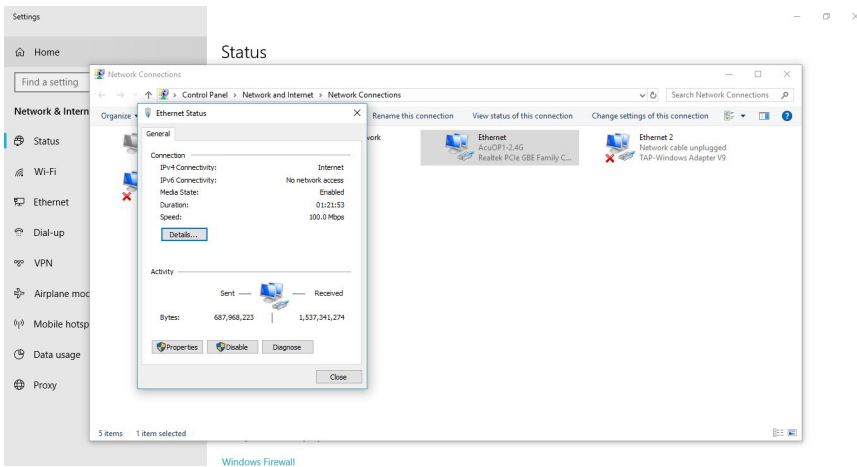 Settings
Home
Status
Find a setting
Network & Intern
Status
Wi-Fi
Ethernet
Dial-up
VPN
Airplane mod
Mobile hotsp
Data usage
Proxy
Network Connections
Control Panel > Network and Internet > Network Connections
Search Network Connections
Organize
Rename this connection
View status of this connection
Change settings of this connection
work
Ethernet
AcuOP1-2.4G
Realtek PCIe GBE Family C...
Ethernet 2
Network cable unplugged
TAP-Windows Adapter V9
Ethernet Status
General
Connection
IPv4 Connectivity: Internet
IPv6 Connectivity: No network access
Media State: Enabled
Duration: 01:21:53
Speed: 100.0 Mbps
Details...
Activity
Sent — — Received
Bytes: 687,968,223 | 1,537,341,274
Properties Disable Diagnose
Close
5 items 1 item selected
Windows Firewall